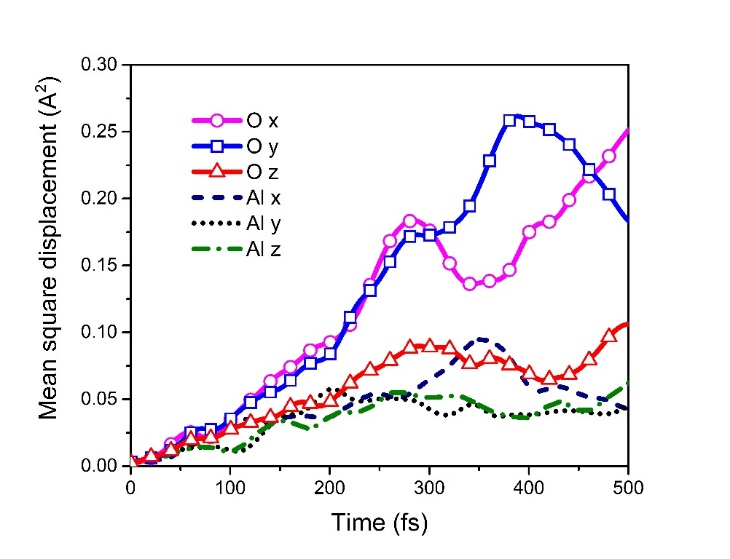 Mean square displacement (A²)
0.30
0.25
0.20
0.15
0.10
0.05
0.00
O x
O y
O z
Al x
Al y
Al z
0 100 200 300 400 500
Time (fs)